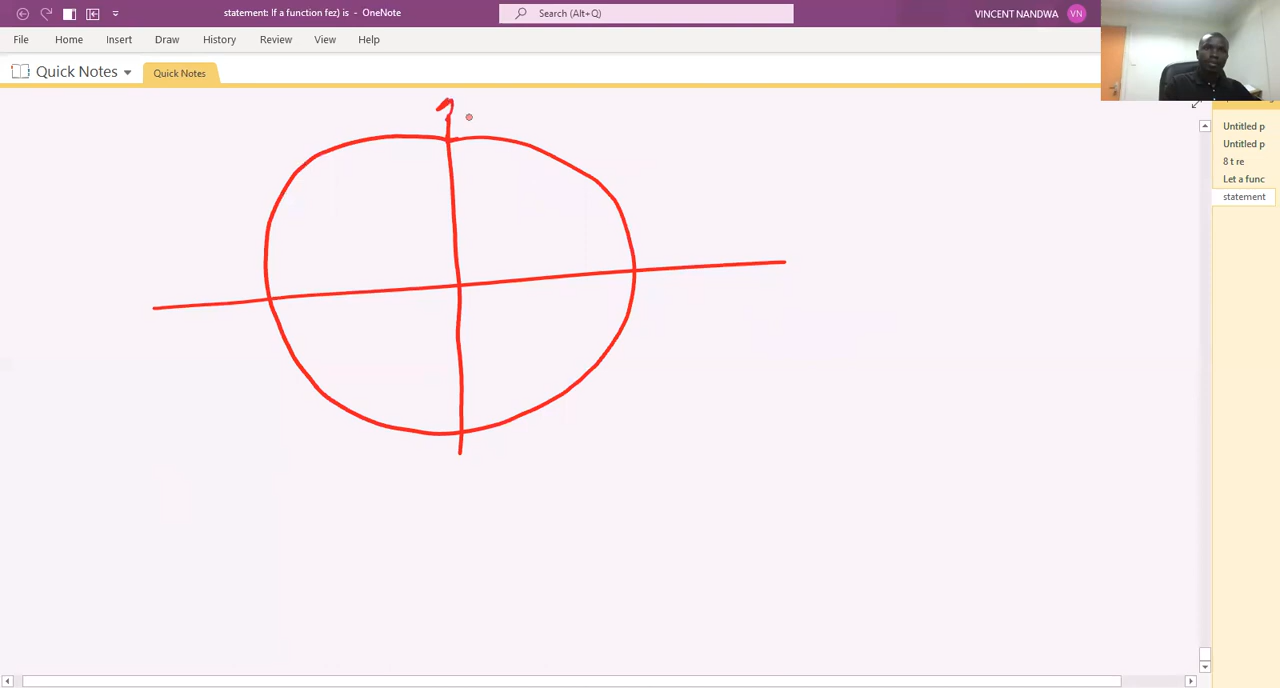 statement: If a function fez) is - OneNote
Search (Alt+Q)
VINCENT NANDWA
VN
File
Home
Insert
Draw
History
Review
View
Help
Quick Notes
Quick Notes
Untitled p
Untitled p
8 t re
Let a func
statement